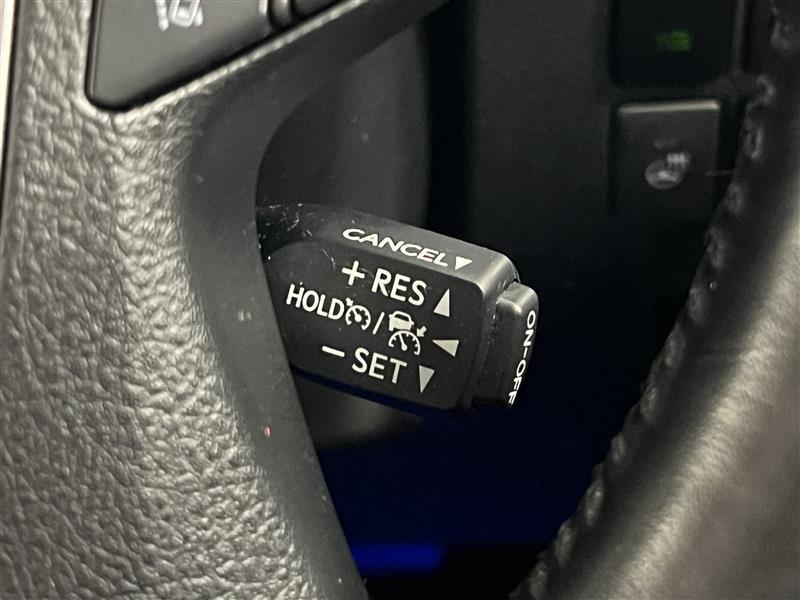 CANCEL▼
+ RES ▲
HOLD / ◀
− SET ▼
ON-OFF